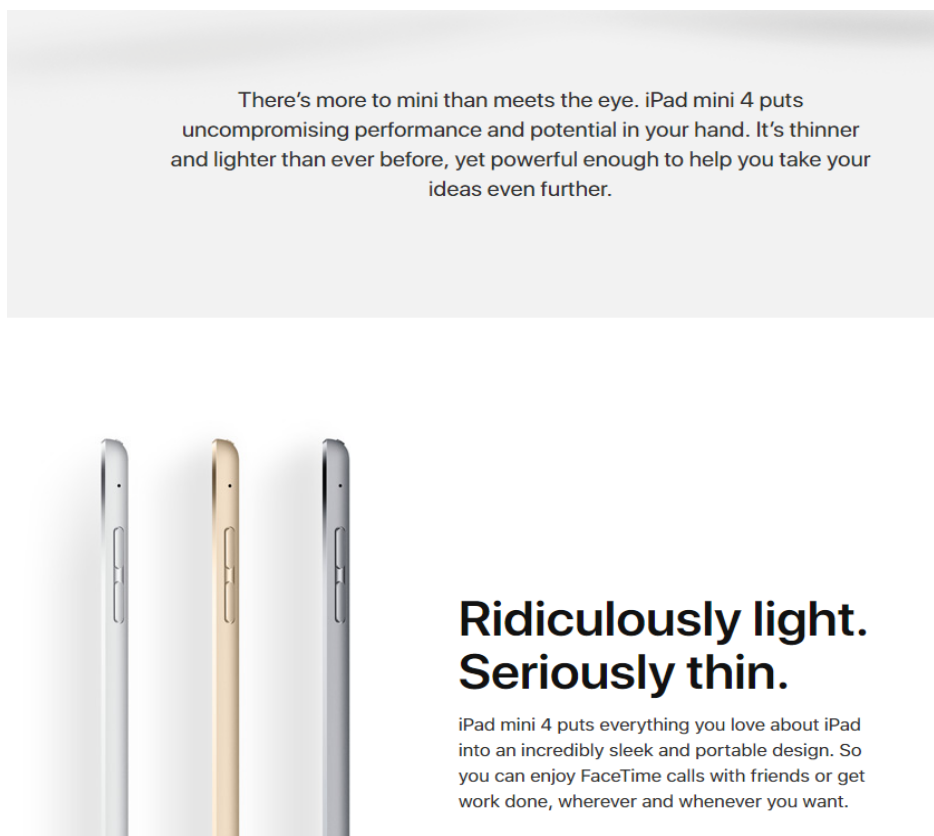 There’s more to mini than meets the eye. iPad mini 4 puts
uncompromising performance and potential in your hand. It’s thinner
and lighter than ever before, yet powerful enough to help you take your
ideas even further.
Ridiculously light.
Seriously thin.
iPad mini 4 puts everything you love about iPad
into an incredibly sleek and portable design. So
you can enjoy FaceTime calls with friends or get
work done, wherever and whenever you want.